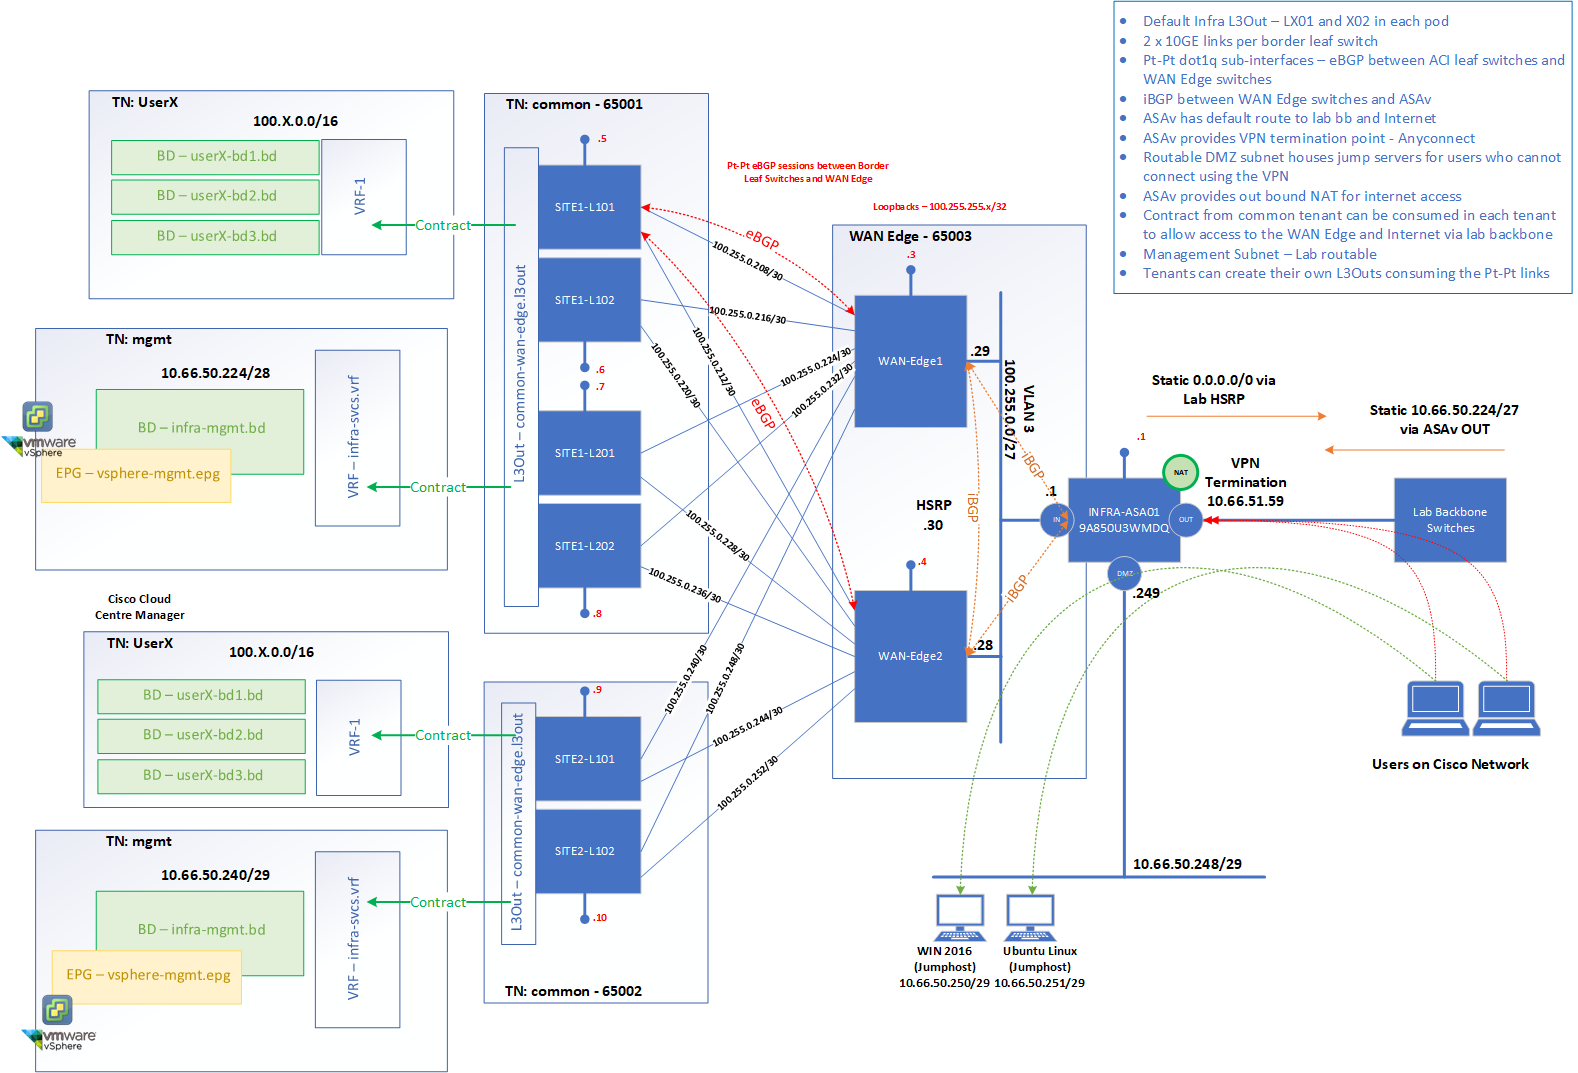 • Default Infra L3Out – LX01 and X02 in each pod
• 2 x 10GE links per border leaf switch
• Pt-Pt dot1q sub-interfaces – eBGP between ACI leaf switches and
WAN Edge switches
• iBGP between WAN Edge switches and ASAv
• ASAv has default route to lab bb and Internet
• ASAv provides VPN termination point - Anyconnect
• Routable DMZ subnet houses jump servers for users who cannot
connect using the VPN
• ASAv provides out bound NAT for internet access
• Contract from common tenant can be consumed in each tenant
to allow access to the WAN Edge and Internet via lab backbone
• Management Subnet – Lab routable
• Tenants can create their own L3Outs consuming the Pt-Pt links
TN: UserX
100.X.0.0/16
BD – userX-bd1.bd
BD – userX-bd2.bd
BD – userX-bd3.bd
VRF-1
Contract
TN: mgmt
10.66.50.224/28
BD – infra-mgmt.bd
EPG – vsphere-mgmt.epg
VRF – infra-svcs.vrf
vmware
vSphere
Contract
Cisco Cloud
Centre Manager
TN: UserX
100.X.0.0/16
BD – userX-bd1.bd
BD – userX-bd2.bd
BD – userX-bd3.bd
VRF-1
Contract
TN: mgmt
10.66.50.240/29
BD – infra-mgmt.bd
EPG – vsphere-mgmt.epg
VRF – infra-svcs.vrf
vmware
vSphere
Contract
TN: common - 65001
L3Out – common-wan-edge.l3out
.5
SITE1-L101
SITE1-L102
.6
.7
SITE1-L201
SITE1-L202
.8
.9
L3Out – common-wan-edge.l3out
SITE2-L101
SITE2-L102
.10
TN: common - 65002
Pt-Pt eBGP sessions between Border
Leaf Switches and WAN Edge
Loopbacks – 100.255.255.x/32
eBGP
eBGP
100.255.0.208/30
100.255.0.216/30
100.255.0.212/30
100.255.0.220/30
100.255.0.224/30
100.255.0.232/30
100.255.0.228/30
100.255.0.236/30
100.255.0.240/30
100.255.0.248/30
100.255.0.244/30
100.255.0.252/30
WAN Edge - 65003
.3
WAN-Edge1
.29
VLAN 3
100.255.0.0/27
HSRP
.30
iBGP
iBGP
iBGP
.4
WAN-Edge2
.28
Static 0.0.0.0/0 via
Lab HSRP
Static 10.66.50.224/27
via ASAv OUT
.1
NAT
VPN
Termination
10.66.51.59
.1
IN
INFRA-ASA01
9A850U3WMDQ
OUT
DMZ
.249
Lab Backbone
Switches
Users on Cisco Network
10.66.50.248/29
WIN 2016
(Jumphost)
10.66.50.250/29
Ubuntu Linux
(Jumphost)
10.66.50.251/29